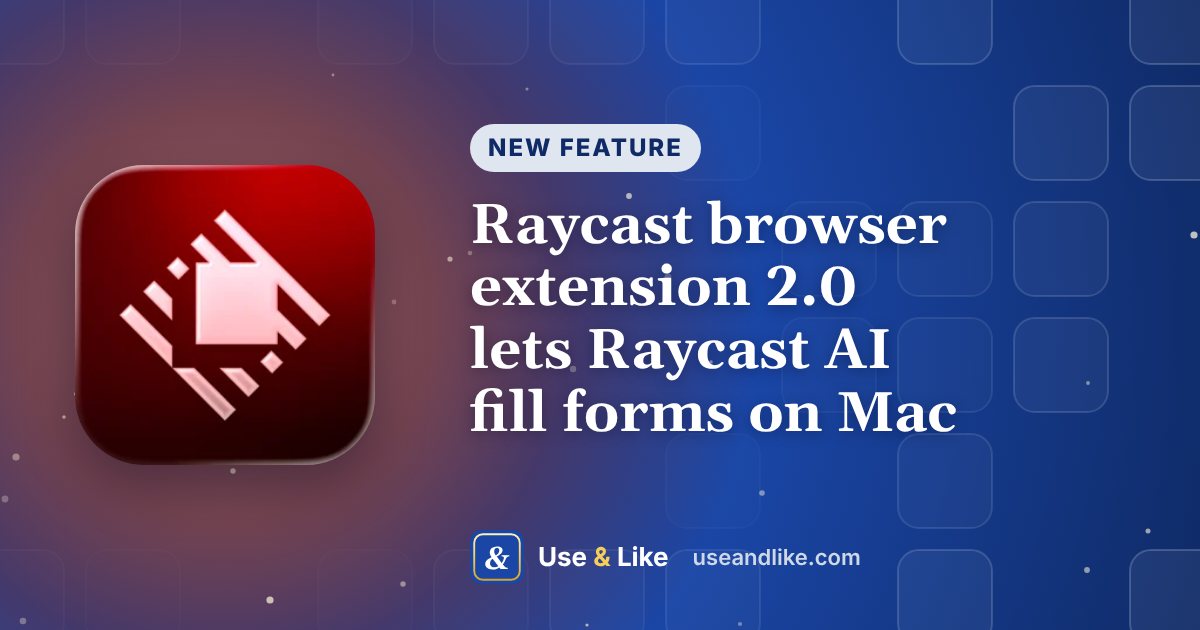 NEW FEATURE
Raycast browser
extension 2.0
lets Raycast AI
fill forms on Mac
& Use & Like useandlike.com